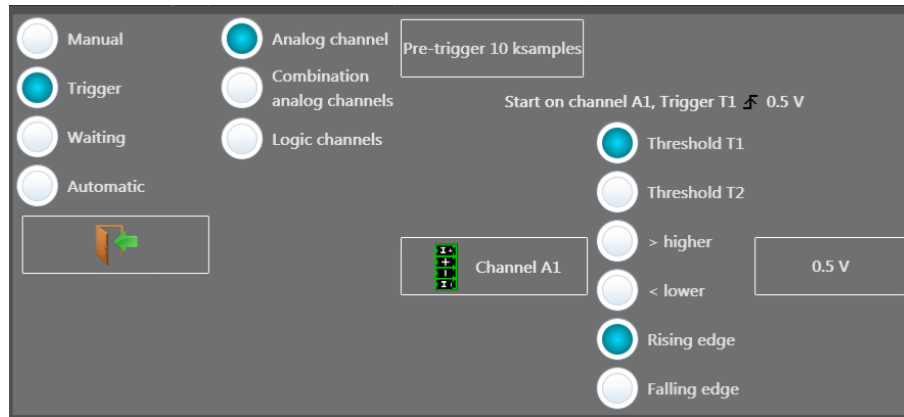 Manual
Trigger
Waiting
Automatic
Analog channel
Combination
analog channels
Logic channels
Pre-trigger 10 ksamples
Start on channel A1, Trigger T1 0.5 V
Threshold T1
Threshold T2
> higher
< lower
Rising edge
Falling edge
Channel A1
0.5 V